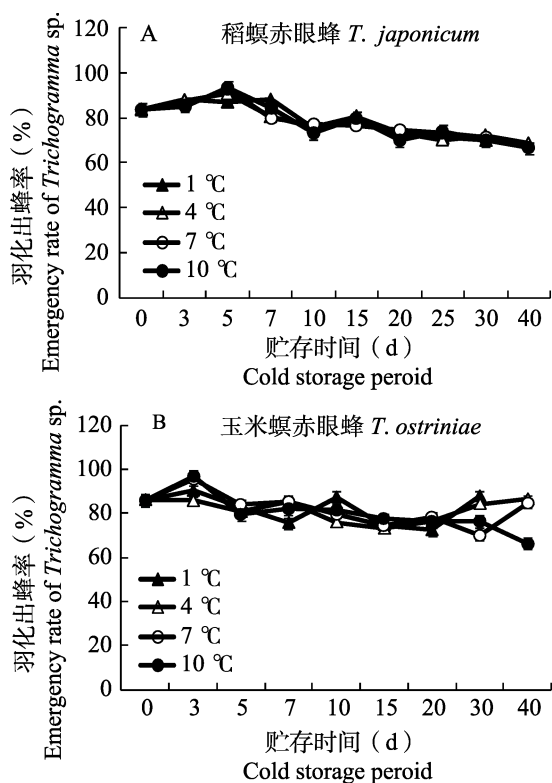 A 稻螟赤眼蜂 T. japonicum
羽化出蜂率（%）
Emergency rate of Trichogramma sp.
120
100
80
60
40
20
0
1 ℃
4 ℃
7 ℃
10 ℃
0 3 5 7 10 15 20 25 30 40
贮存时间（d）
Cold storage peroid
B 玉米螟赤眼蜂 T. ostriniae
羽化出蜂率（%）
Emergency rate of Trichogramma sp.
120
100
80
60
40
20
0
1 ℃
4 ℃
7 ℃
10 ℃
0 3 5 7 10 15 20 30 40
贮存时间（d）
Cold storage peroid